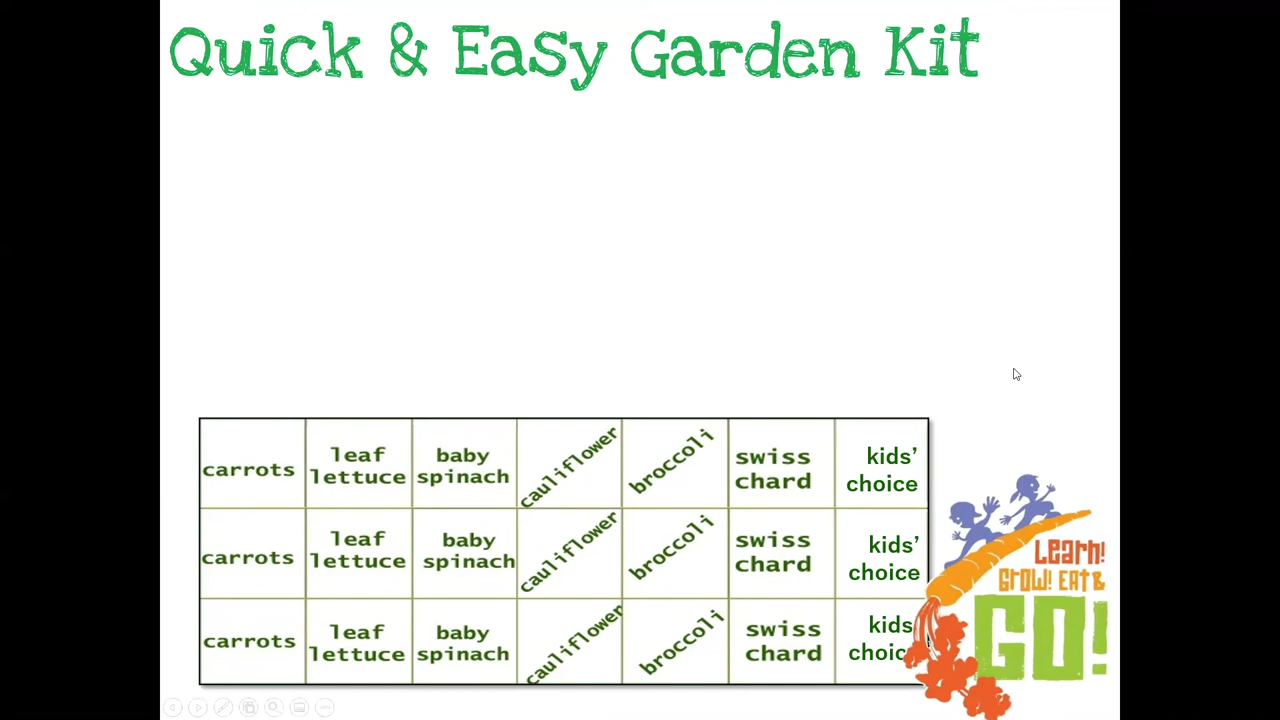 Quick & Easy Garden Kit
carrots
leaf
lettuce
baby
spinach
cauliflower
broccoli
swiss
chard
kids’
choice
carrots
leaf
lettuce
baby
spinach
cauliflower
broccoli
swiss
chard
kids’
choice
carrots
leaf
lettuce
baby
spinach
cauliflower
broccoli
swiss
chard
kids
choic
LEARN!
GROW! EAT &
GO!